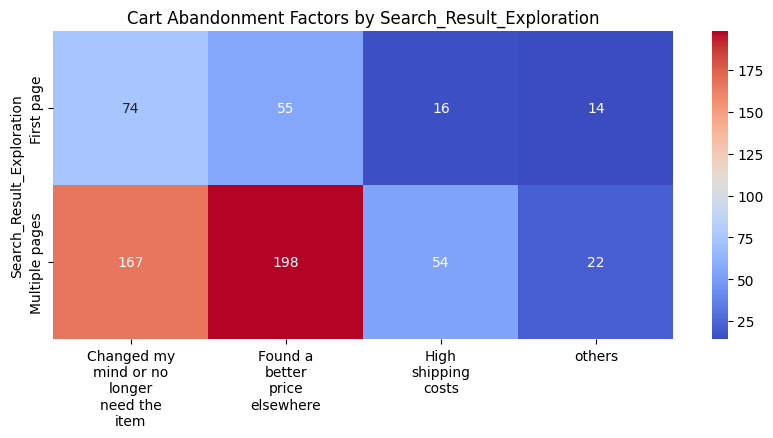 Cart Abandonment Factors by Search_Result_Exploration
Search_Result_Exploration
First page
Multiple pages
74
55
16
14
167
198
54
22
Changed my
mind or no
longer
need the
item
Found a
better
price
elsewhere
High
shipping
costs
others
175
150
125
100
75
50
25